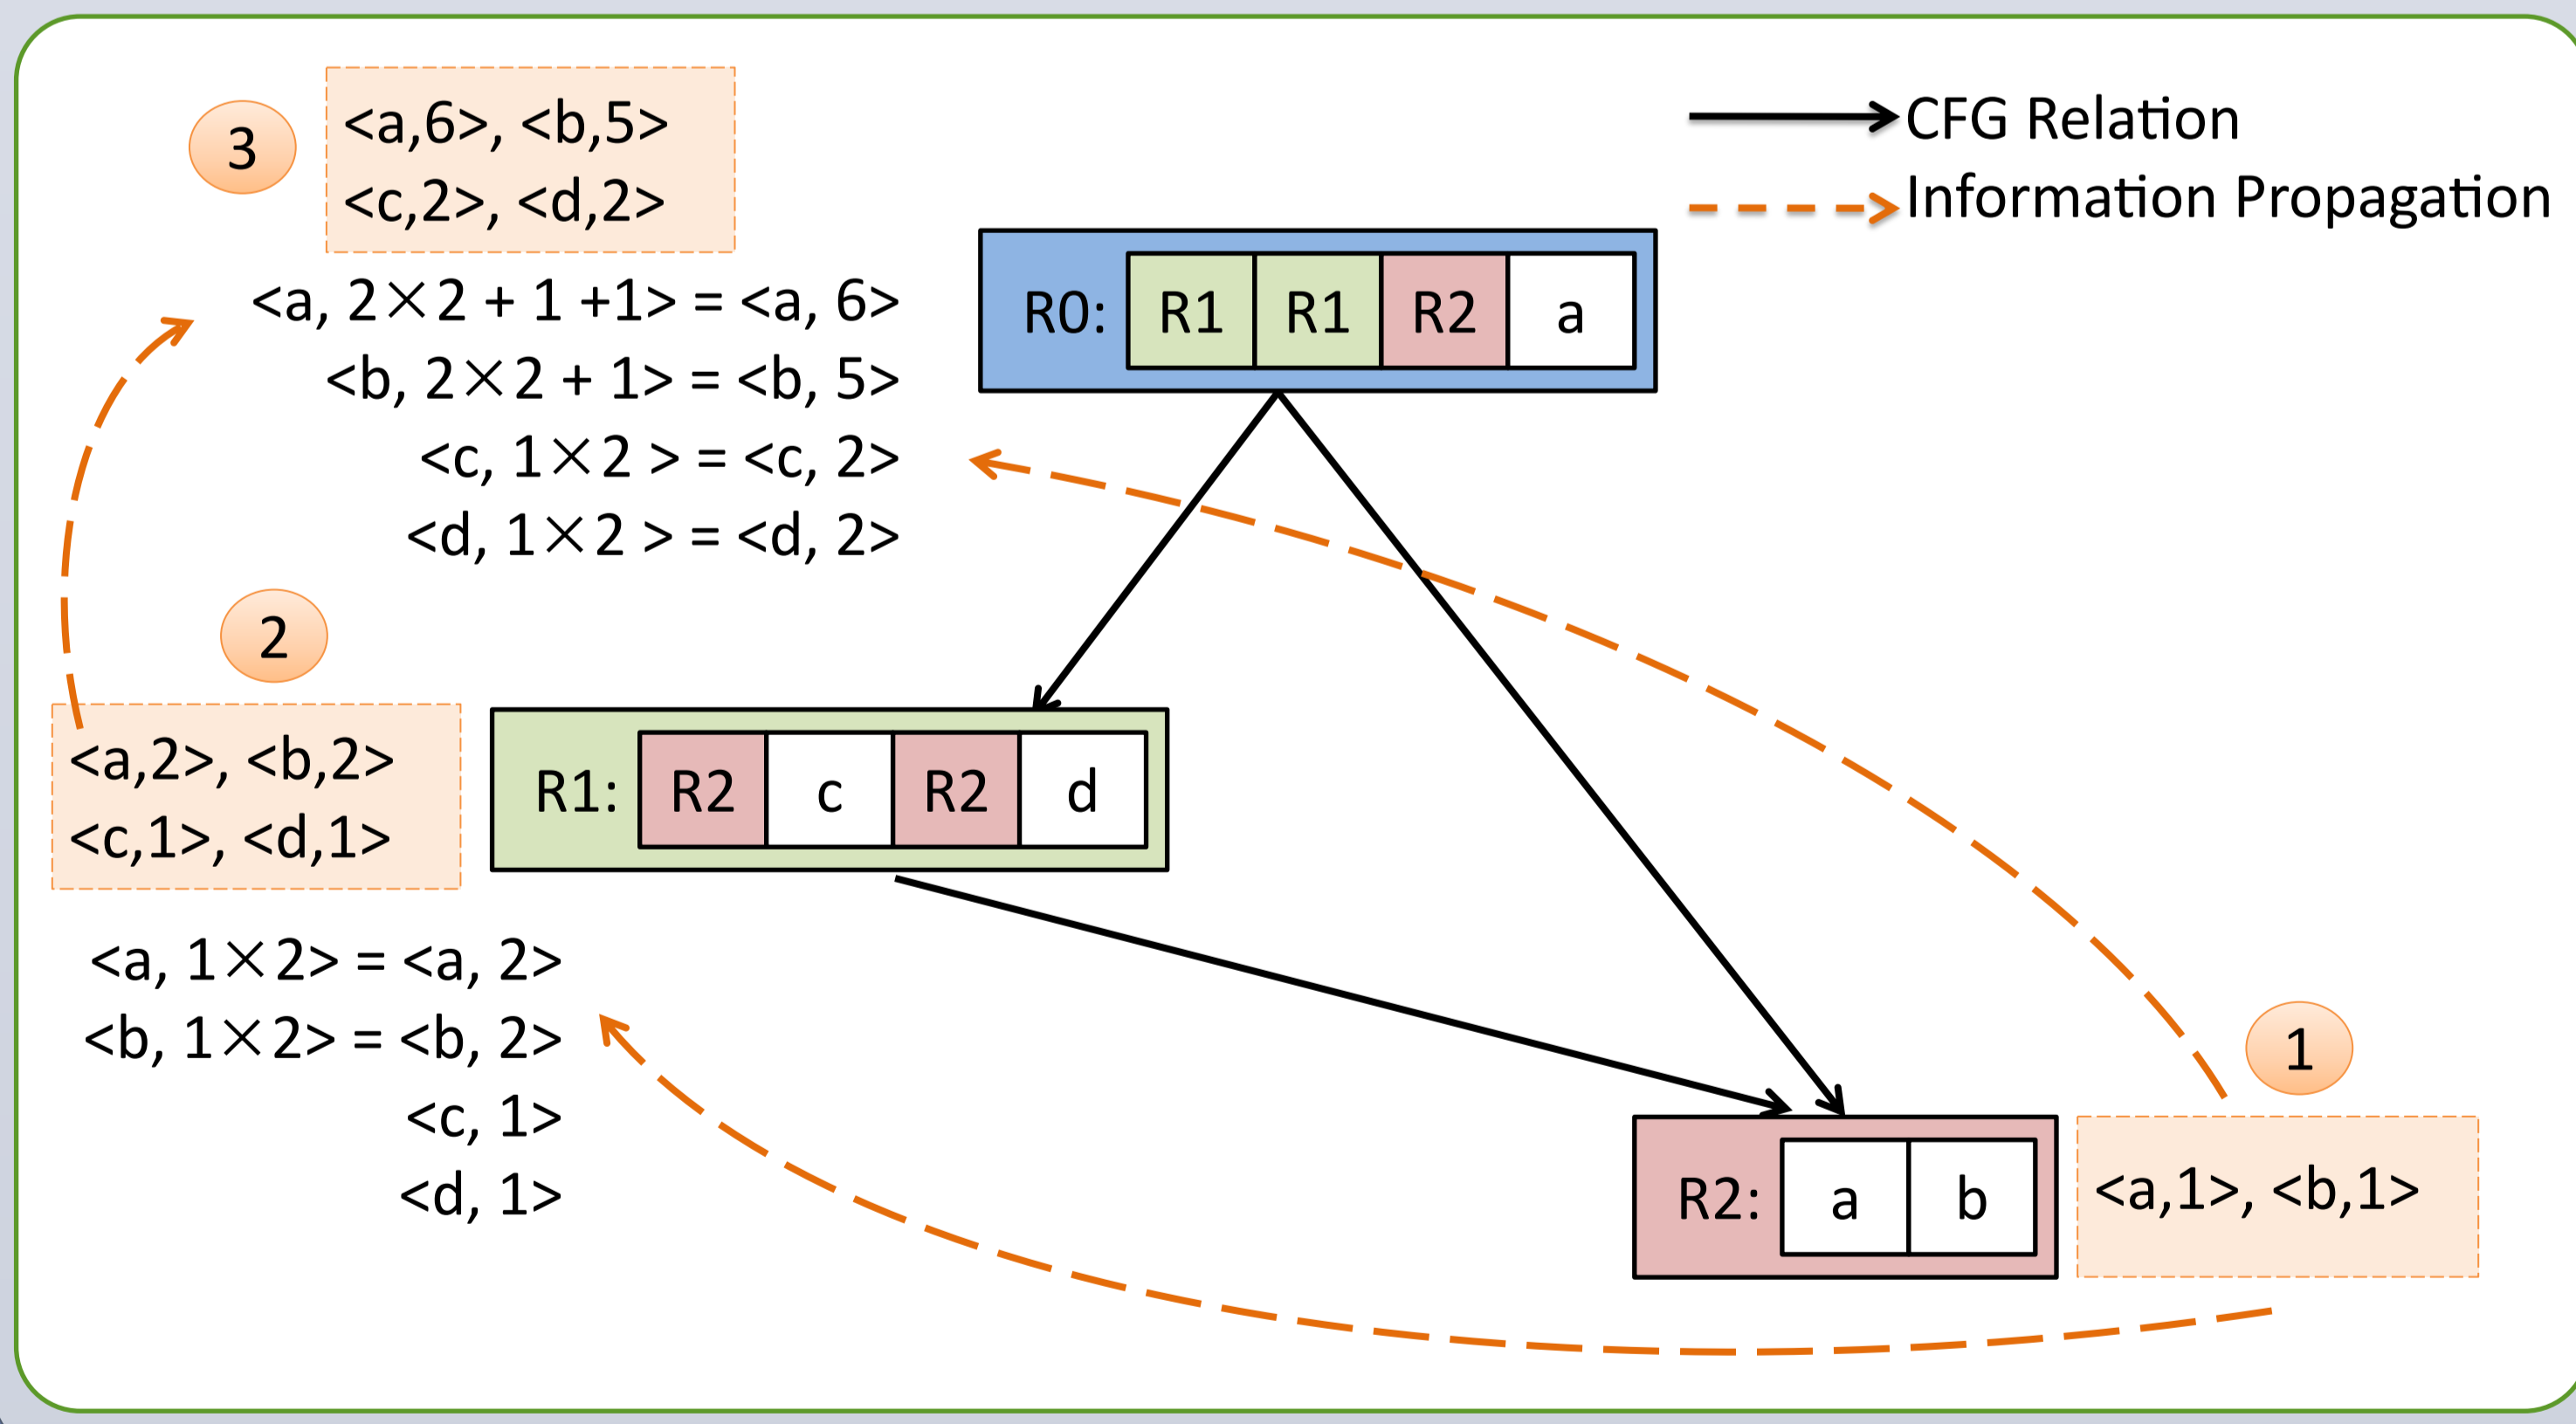 3
<a,6>, <b,5>
<c,2>, <d,2>
CFG Relation
Information Propagation
<a, 2×2 + 1 +1> = <a, 6>
<b, 2×2 + 1> = <b, 5>
<c, 1×2 > = <c, 2>
<d, 1×2 > = <d, 2>
R0: R1 R1 R2 a
2
<a,2>, <b,2>
<c,1>, <d,1>
R1: R2 c R2 d
<a, 1×2> = <a, 2>
<b, 1×2> = <b, 2>
<c, 1>
<d, 1>
1
R2: a b
<a,1>, <b,1>